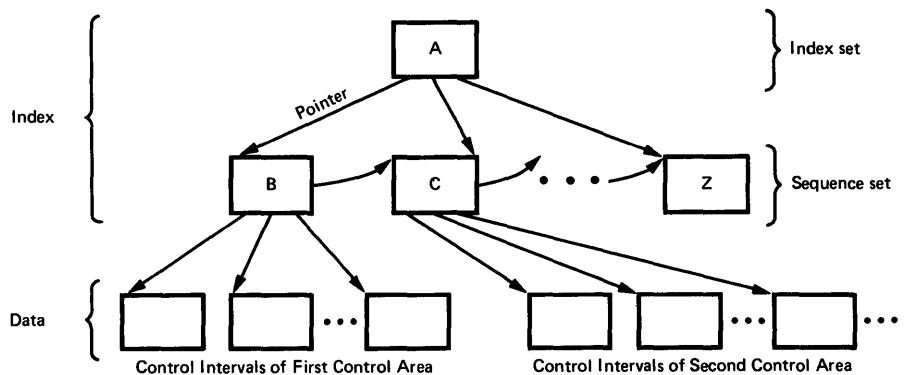 A
Index set
Pointer
Index
B
C
Z
Sequence set
Data
Control Intervals of First Control Area
Control Intervals of Second Control Area